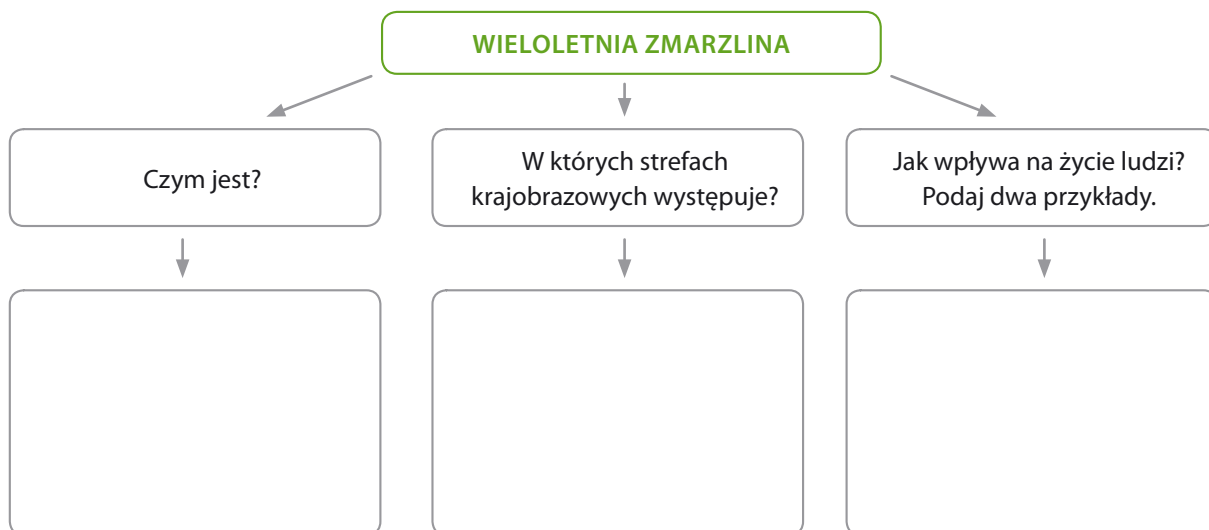 WIELOLETNIA ZMARZLINA
Czym jest?
W których strefach
krajobrazowych występuje?
Jak wpływa na życie ludzi?
Podaj dwa przykłady.